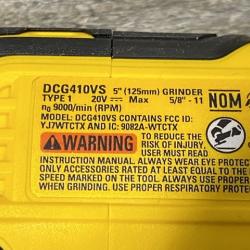 DCG410VS 5" (125mm) GRINDER
TYPE 1 20V Max 5/8" - 11
n₀ 9000/min (RPM)
NOM
MODEL: DCG410VS CONTAINS FCC ID:
YJ7WTCTX AND IC: 9082A-WTCTX
WARNING TO REDUCE THE
RISK OF INJURY,
USER MUST READ
INSTRUCTION MANUAL. ALWAYS WEAR EYE PROTECT
ONLY ACCESSORIES RATED AT LEAST EQUAL TO THE M
SPEED MARKED ON THE TOOL. ALWAYS USE P
WHEN GRINDING. USE PROPER RESPIRATORY PROTECT